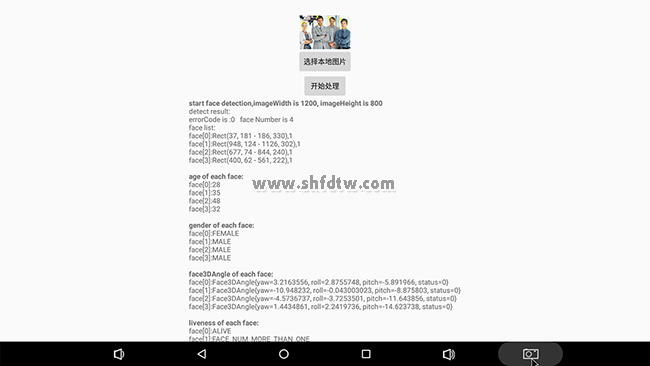 选择本地图片
开始处理
start face detection,imageWidth is 1200, imageHeight is 800
detect result:
errorCode is :0 face Number is 4
face list:
face[0]:Rect(37, 181 - 186, 330),1
face[1]:Rect(948, 124 - 1126, 302),1
face[2]:Rect(677, 74 - 844, 240),1
face[3]:Rect(400, 62 - 561, 222),1
age of each face:
face[0]:28
face[1]:35
face[2]:48
face[3]:32
www.shfdtw.com
gender of each face:
face[0]:FEMALE
face[1]:MALE
face[2]:MALE
face[3]:MALE
face3DAngle of each face:
face[0]:Face3DAngle{yaw=3.2163556, roll=2.8755748, pitch=-5.891966, status=0}
face[1]:Face3DAngle{yaw=-10.948232, roll=-0.043003023, pitch=-8.875803, status=0}
face[2]:Face3DAngle{yaw=-4.5736737, roll=-3.7253501, pitch=-11.643856, status=0}
face[3]:Face3DAngle{yaw=1.4434861, roll=2.2419736, pitch=-14.623738, status=0}
liveness of each face:
face[0]:ALIVE
face[1]:FACE_NUM_MORE_THAN_ONE